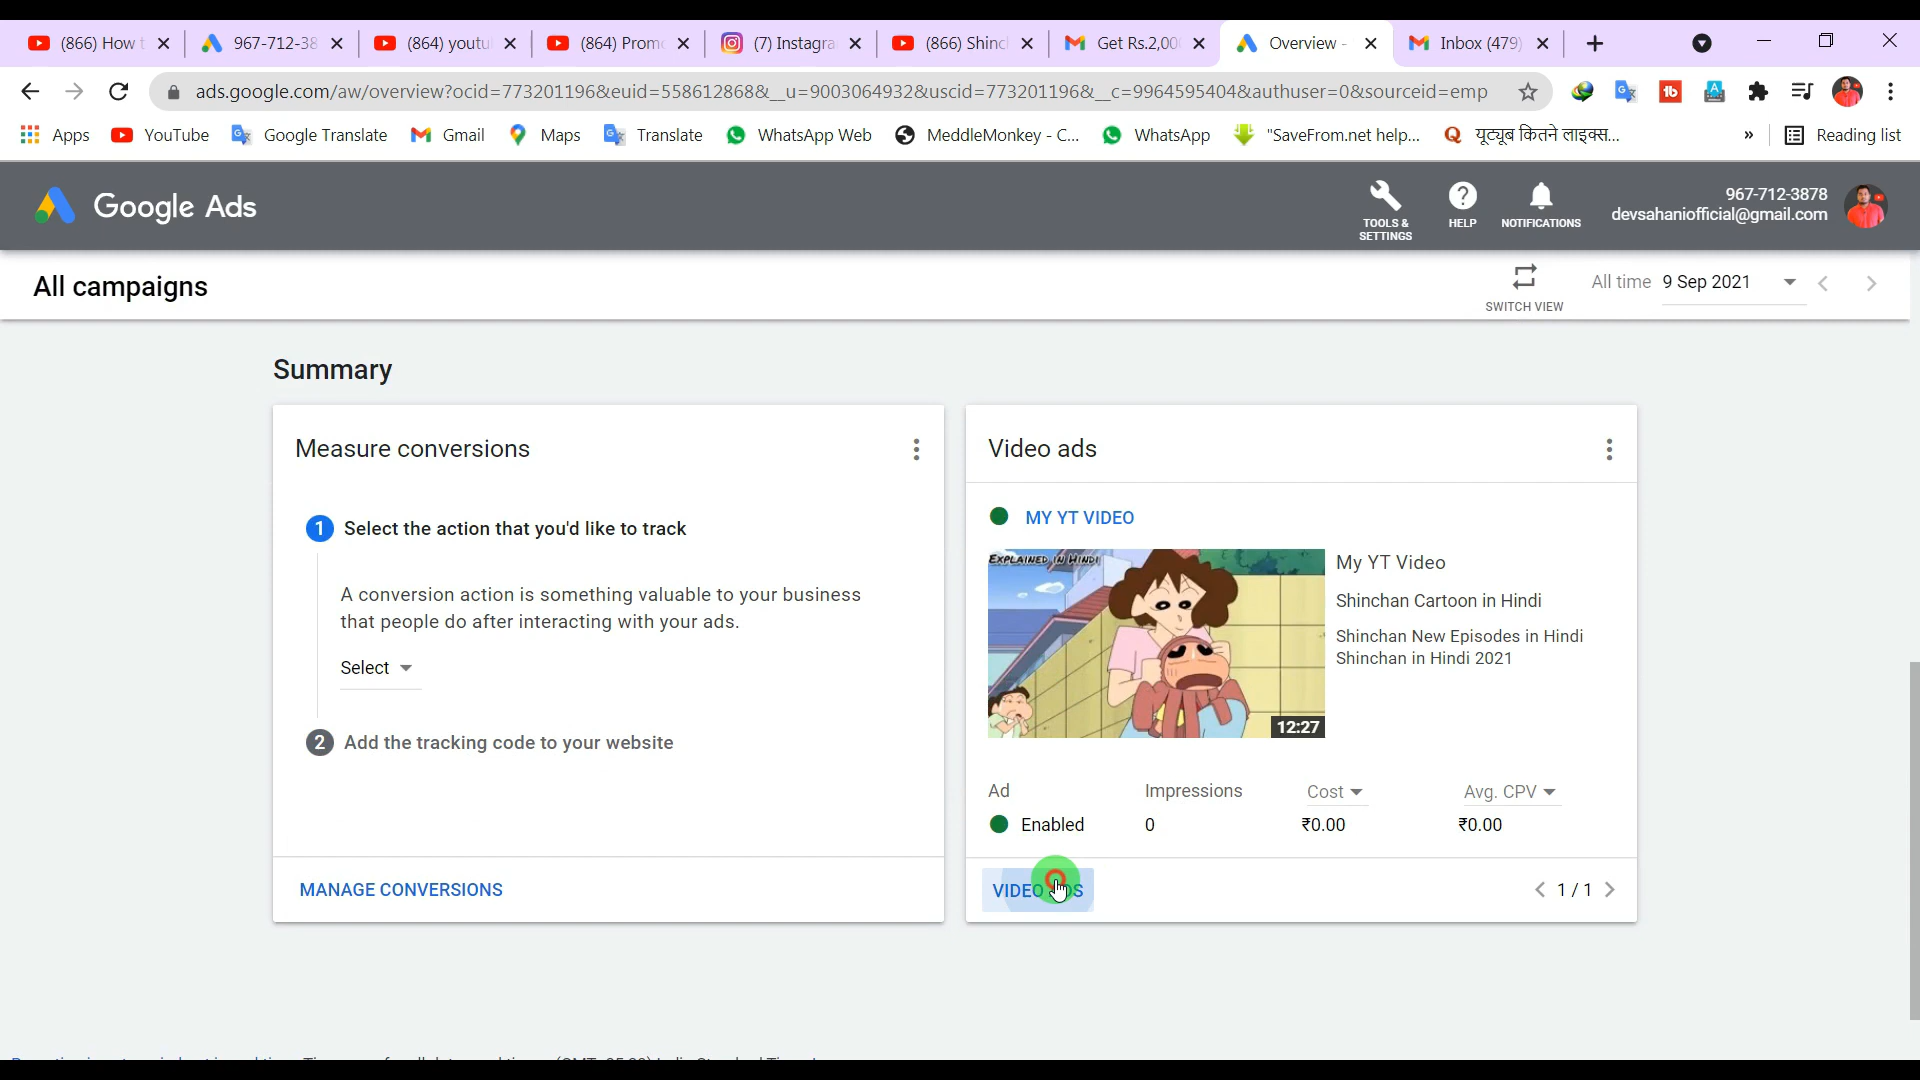 (866) How t
967-712-38
(864) youtu
(864) Prom
(7) Instagra
(866) Shinc
Get Rs.2,00
Overview -
Inbox (479)
ads.google.com/aw/overview?ocid=773201196&euid=558612868&__u=9003064932&uscid=773201196&__c=9964595404&authuser=0&sourceid=emp
Apps
YouTube
Google Translate
Gmail
Maps
Translate
WhatsApp Web
MeddleMonkey - C...
WhatsApp
"SaveFrom.net help...
यूट्यूब कितने लाइक्स...
»
Reading list
Google Ads
TOOLS &
SETTINGS
HELP
NOTIFICATIONS
967-712-3878
devsahaniofficial@gmail.com
All campaigns
SWITCH VIEW
All time 9 Sep 2021
Summary
Measure conversions
1 Select the action that you'd like to track
A conversion action is something valuable to your business
that people do after interacting with your ads.
Select
2 Add the tracking code to your website
MANAGE CONVERSIONS
Video ads
MY YT VIDEO
EXPLAINED IN HINDI
12:27
My YT Video
Shinchan Cartoon in Hindi
Shinchan New Episodes in Hindi
Shinchan in Hindi 2021
Ad Impressions Cost Avg. CPV
Enabled 0 ₹0.00 ₹0.00
VIDEO ADS
1 / 1